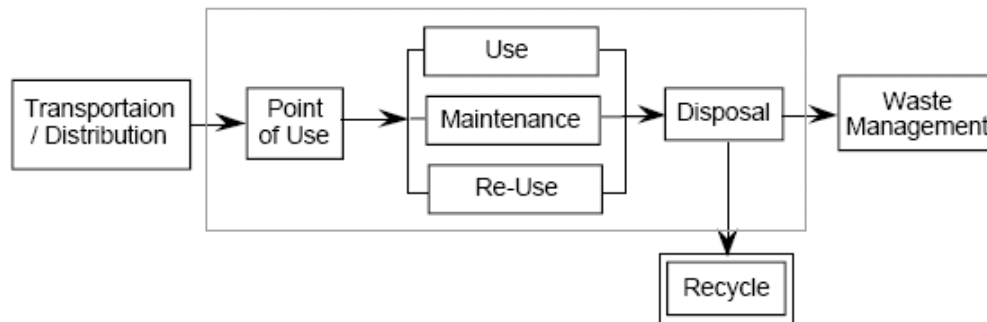 Transportaion
/ Distribution
Point
of Use
Use
Maintenance
Re-Use
Disposal
Waste
Management
Recycle